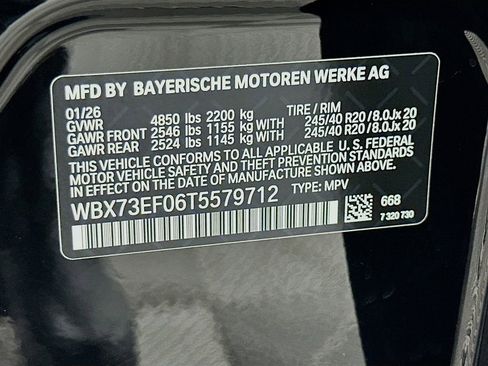 MFD BY BAYERISCHE MOTOREN WERKE AG
01/26 TIRE / RIM
GVWR 4850 lbs 2200 kg
GAWR FRONT 2546 lbs 1155 kg WITH 245/40 R20 / 8.0Jx 20
GAWR REAR 2524 lbs 1145 kg WITH 245/40 R20 / 8.0Jx 20
THIS VEHICLE CONFORMS TO ALL APPLICABLE U. S. FEDERAL
MOTOR VEHICLE SAFETY AND THEFT PREVENTION STANDARDS
IN EFFECT ON THE DATE OF MANUFACTURE SHOWN ABOVE.
WBX73EF06T5579712 TYPE: MPV
668
7 320 730